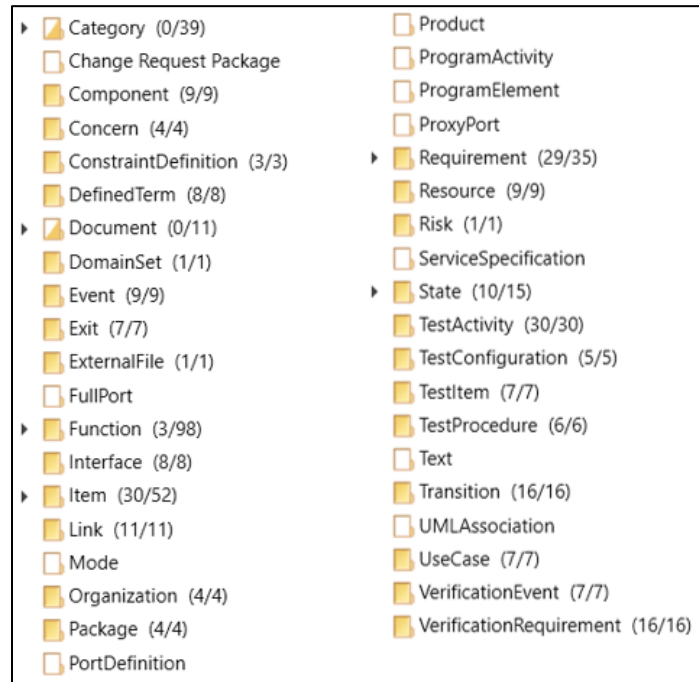 Category (0/39)
Change Request Package
Component (9/9)
Concern (4/4)
ConstraintDefinition (3/3)
DefinedTerm (8/8)
Document (0/11)
DomainSet (1/1)
Event (9/9)
Exit (7/7)
ExternalFile (1/1)
FullPort
Function (3/98)
Interface (8/8)
Item (30/52)
Link (11/11)
Mode
Organization (4/4)
Package (4/4)
PortDefinition
Product
ProgramActivity
ProgramElement
ProxyPort
Requirement (29/35)
Resource (9/9)
Risk (1/1)
ServiceSpecification
State (10/15)
TestActivity (30/30)
TestConfiguration (5/5)
TestItem (7/7)
TestProcedure (6/6)
Text
Transition (16/16)
UMLAssociation
UseCase (7/7)
VerificationEvent (7/7)
VerificationRequirement (16/16)